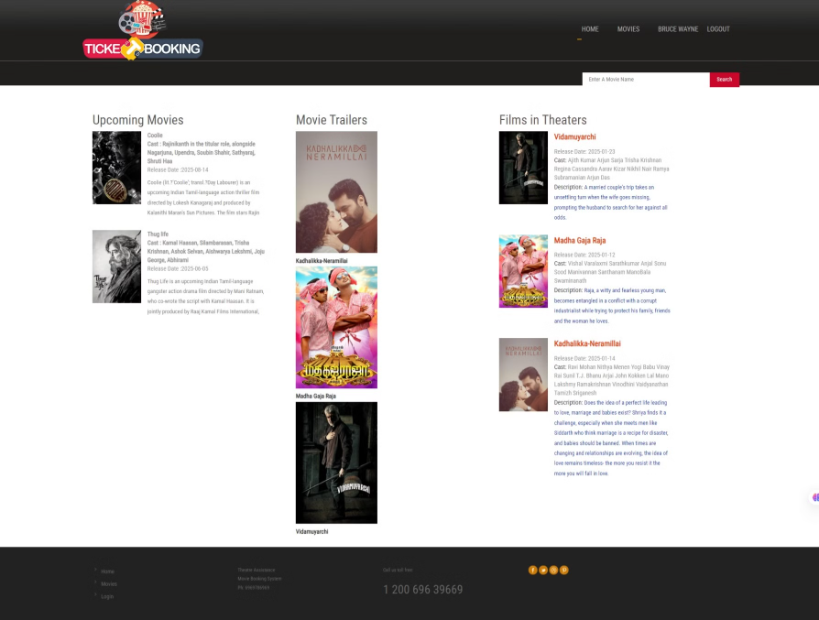 TICKE BOOKING
HOME MOVIES BRUCE WAYNE LOGOUT
Enter A Movie Name
Search
Upcoming Movies
Coolie
Cast : Rajinikanth in the titular role, alongside
Nagarjuna, Upendra, Soubin Shahir, Sathyaraj,
Shruti Haa
Release Date: 2025-08-14
Coolie (lit.?'Coolie', transl.?Day Labourer) is an
upcoming Indian Tamil-language action thriller film
directed by Lokesh Kanagaraj and produced by
Kalanithi Maran's Sun Pictures. The film stars Rajin
Thug life
Cast : Kamal Haasan, Silambarasan, Trisha
Krishnan, Ashok Selvan, Aishwarya Lekshmi, Joju
George, Abhirami
Release Date: 2025-06-05
Thug Life is an upcoming Indian Tamil-language
gangster action drama film directed by Mani Ratnam,
who co-wrote the script with Kamal Haasan. It is
jointly produced by Raaj Kamal Films International,
Movie Trailers
KADHALIKKA
NERAMILLAI
Kadhalikka-Neramillai
Madha Gaja Raja
VIDAAMUYARCHI
Vidamuyarchi
Films in Theaters
Vidamuyarchi
Release Date: 2025-01-23
Cast: Ajith Kumar Arjun Sarja Trisha Krishnan
Regina Cassandra Aarav Kizar Nikhil Nair Ramya
Subramanian Arjun Das
Description: A married couple's trip takes an
unsettling turn when the wife goes missing,
prompting the husband to search for her against all
odds.
Madha Gaja Raja
Release Date: 2025-01-12
Cast: Vishal Varalaxmi Sarathkumar Anjali Sonu
Sood Manivannan Santhanam Manobala
Swaminathan
Description: Raja, a witty and fearless young man,
becomes entangled in a conflict with a corrupt
industrialist while trying to protect his family, friends
and the woman he loves.
KADHALIKKA
NERAMILLAI
Kadhalikka-Neramillai
Release Date: 2025-01-14
Cast: Ravi Mohan Nithya Menen Yogi Babu Vinay
Rai Sunil T.J. Bhanu Anjal John Kokken Lal Mano
Lakshmy Ramakrishnan Vinodhini Vaidyanathan
Tamizh Singaresh
Description: Does the idea of a perfect life leading
to love, marriage and babies exist? Shriya finds it a
challenge, especially when she meets men like
Siddarth who think marriage is a recipe for disaster,
and babies should be banned. When times are
changing and relationships are evolving, the idea of
love remains timeless- the more you resist it the
more you will fall in love.
Home
Movies
Login
Theater Assistance
Movie Booking System
Call us toll free
1 200 696 39669